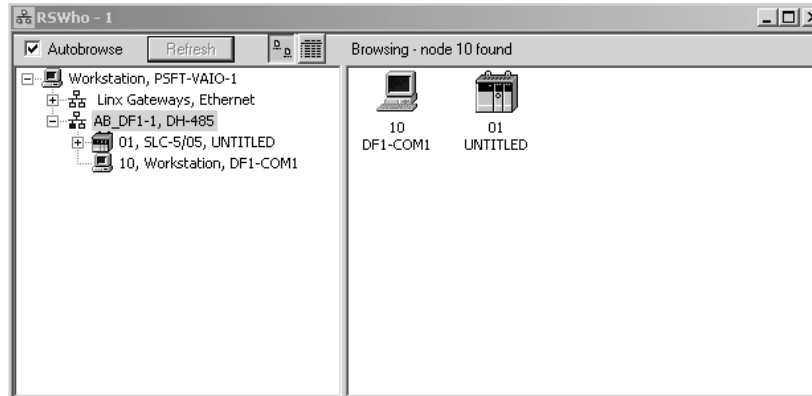 RSWho - 1
Autobrowse Refresh Browsing - node 10 found
Workstation, PSFT-VAIO-1
Linx Gateways, Ethernet
AB_DF1-1, DH-485
01, SLC-5/05, UNTITLED
10, Workstation, DF1-COM1
10
DF1-COM1
01
UNTITLED